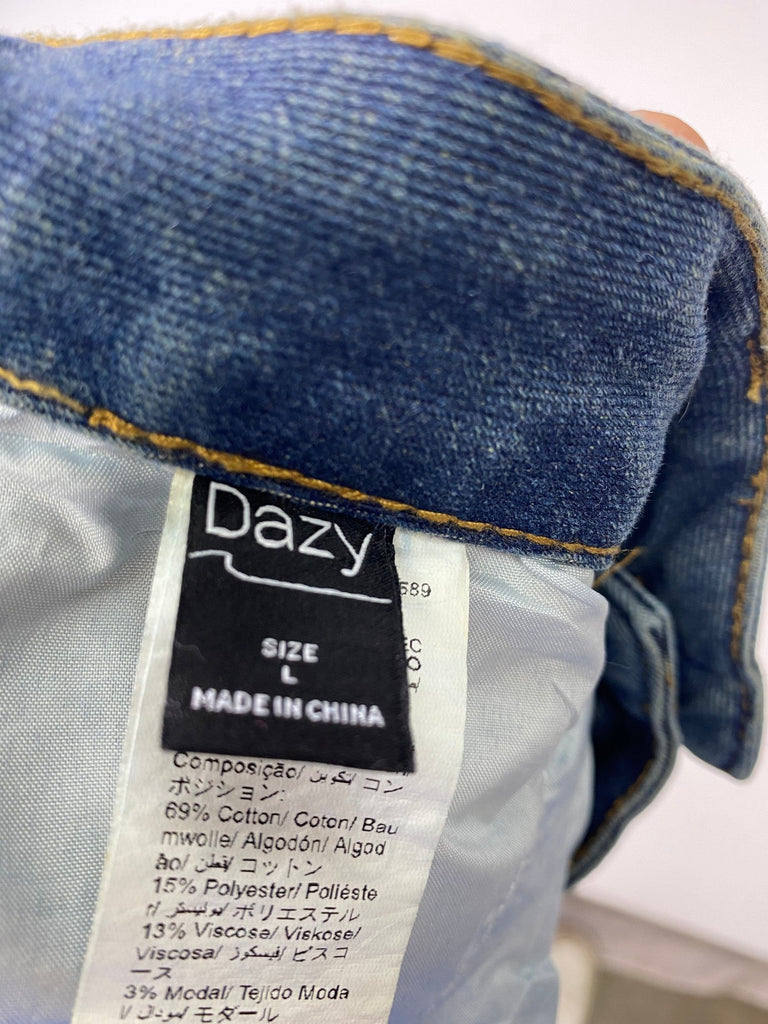 Dazy
SIZE
L
MADE IN CHINA
589
Composição/ تكوين/ コン
ポジション:
69% Cotton/ Coton/ Bau
mwolle/ Algodón/ Algod
ão/ قطن/ コットン
15% Polyester/ Poliéste
r/ بوليستر/ ポリエステル
13% Viscose/ Viskose/
Viscosa/ فيسكوز/ ビスコ
ース
3% Modal/ Tejido Moda
l/ مودال/ モダール